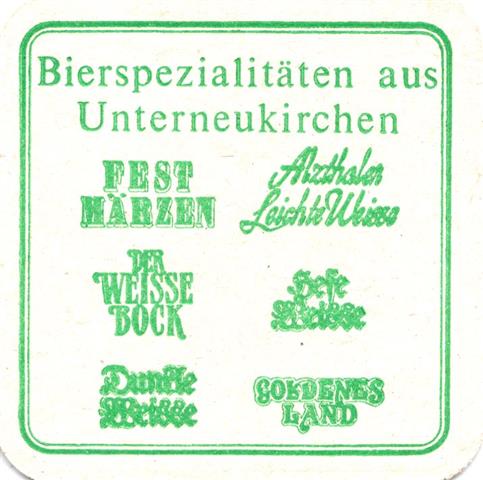 Bierspezialitäten aus
Unterneukirchen
FEST
MÄRZEN
Alzthaler
Leichte Weisse
DER
WEISSE
BOCK
Hefe
Weisse
Dunkle
Weisse
GOLDENES
LAND